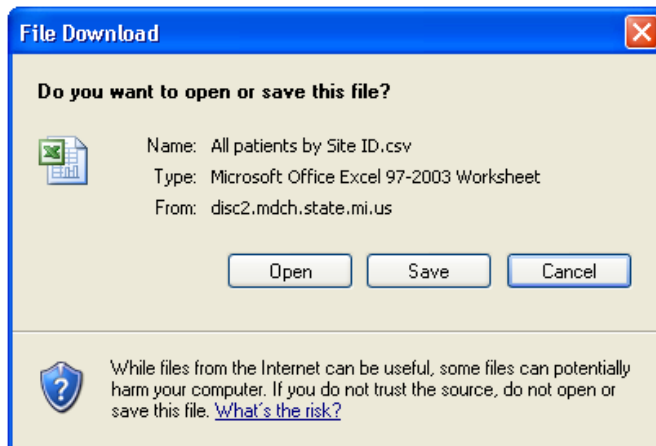 File Download
Do you want to open or save this file?
Name: All patients by Site ID.csv
Type: Microsoft Office Excel 97-2003 Worksheet
From: disc2.mdch.state.mi.us
Open Save Cancel
While files from the Internet can be useful, some files can potentially
harm your computer. If you do not trust the source, do not open or
save this file. What's the risk?